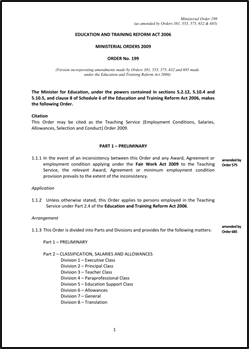 Ministerial Order 199
(as amended by Orders 391, 553, 575, 652 & 685)
EDUCATION AND TRAINING REFORM ACT 2006
MINISTERIAL ORDERS 2009
ORDER No. 199
(Version incorporating amendments made by Orders 391, 553, 575, 652 and 685 made
under the Education and Training Reform Act 2006)
The Minister for Education, under the powers contained in sections 5.2.12, 5.10.4 and
5.10.5, and clause 8 of Schedule 6 of the Education and Training Reform Act 2006, makes
the following Order.
Citation
This Order may be cited as the Teaching Service (Employment Conditions, Salaries,
Allowances, Selection and Conduct) Order 2009.
PART 1 – PRELIMINARY
1.1.1 In the event of an inconsistency between this Order and any Award, Agreement or
employment condition applying under the Fair Work Act 2009 to the Teaching
Service, the relevant Award, Agreement or minimum employment condition
provision prevails to the extent of the inconsistency.
amended by
Order 575
Application
1.1.2 Unless otherwise stated, this Order applies to persons employed in the Teaching
Service under Part 2.4 of the Education and Training Reform Act 2006.
Arrangement
1.1.3 This Order is divided into Parts and Divisions and provides for the following matters:
amended by
Order 685
Part 1 – PRELIMINARY
Part 2 – CLASSIFICATION, SALARIES AND ALLOWANCES
Division 1 – Executive Class
Division 2 – Principal Class
Division 3 – Teacher Class
Division 4 – Paraprofessional Class
Division 5 – Education Support Class
Division 6 – Allowances
Division 7 – General
Division 8 – Translation
1